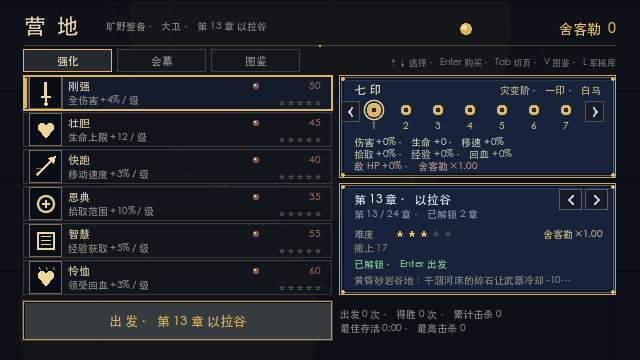 营 地
旷野整备 · 大卫 · 第 13 章 以拉谷
舍客勒 0
强化
会幕
图鉴
↑ ↓ 选择 · Enter 购买 · Tab 切页 · V 图鉴 · L 军械库
刚强
50
全伤害 +4% / 级
壮胆
45
生命上限 +12 / 级
快跑
40
移动速度 +3% / 级
恩典
35
拾取范围 +10% / 级
智慧
55
经验获取 +5% / 级
怜恤
60
领受回血 +3% / 级
出 发 · 第 13 章 以拉谷
七 印
灾变阶 · 一印 · 白马
1 2 3 4 5 6 7
伤害 +0% · 生命 +0 · 移速 +0%
拾取 +0% · 经验 +0% · 回血 +0%
敌 HP +0% · 舍客勒 ×1.00
第 13 章 · 以拉谷
第 13 / 24 章 · 已解锁 2 章
难度 ★ ★ ★ ★ ★
舍客勒 ×1.00
撒上 17
已解锁 · Enter 出发
黄昏砂岩谷地：干涸河床的碎石让武器冷却 -10⋯
出发 0 次 · 得胜 0 次 · 累计击杀 0
最佳存活 0:00 · 最高击杀 0